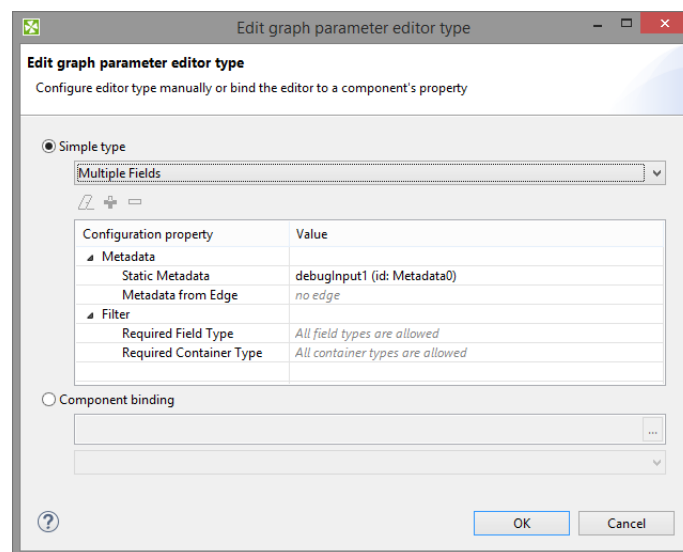 Edit graph parameter editor type
Edit graph parameter editor type
Configure editor type manually or bind the editor to a component's property
Simple type
Multiple Fields
Configuration property Value
Metadata
Static Metadata debugInput1 (id: Metadata0)
Metadata from Edge no edge
Filter
Required Field Type All field types are allowed
Required Container Type All container types are allowed
Component binding
...
OK Cancel